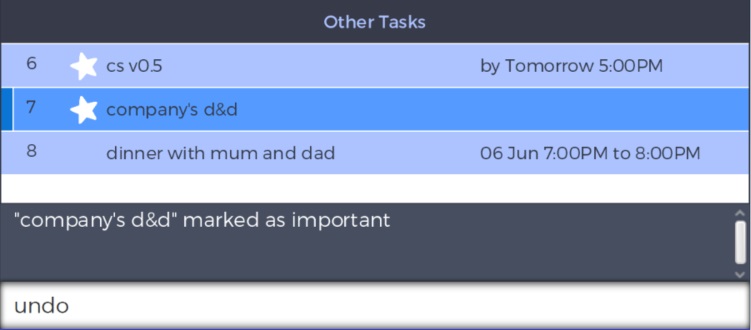 Other Tasks
6 cs v0.5 by Tomorrow 5:00PM
7 company's d&d
8 dinner with mum and dad 06 Jun 7:00PM to 8:00PM
"company's d&d" marked as important
undo